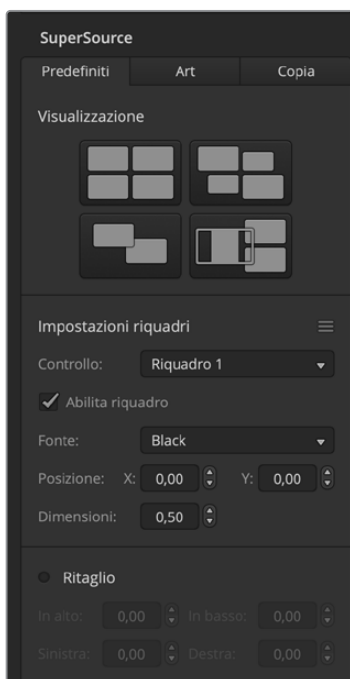 SuperSource
Predefiniti Art Copia
Visualizzazione
Impostazioni riquadri
Controllo: Riquadro 1
Abilita riquadro
Fonte: Black
Posizione: X: 0,00 Y: 0,00
Dimensioni: 0,50
Ritaglio
In alto: 0,00 In basso: 0,00
Sinistra: 0,00 Destra: 0,00